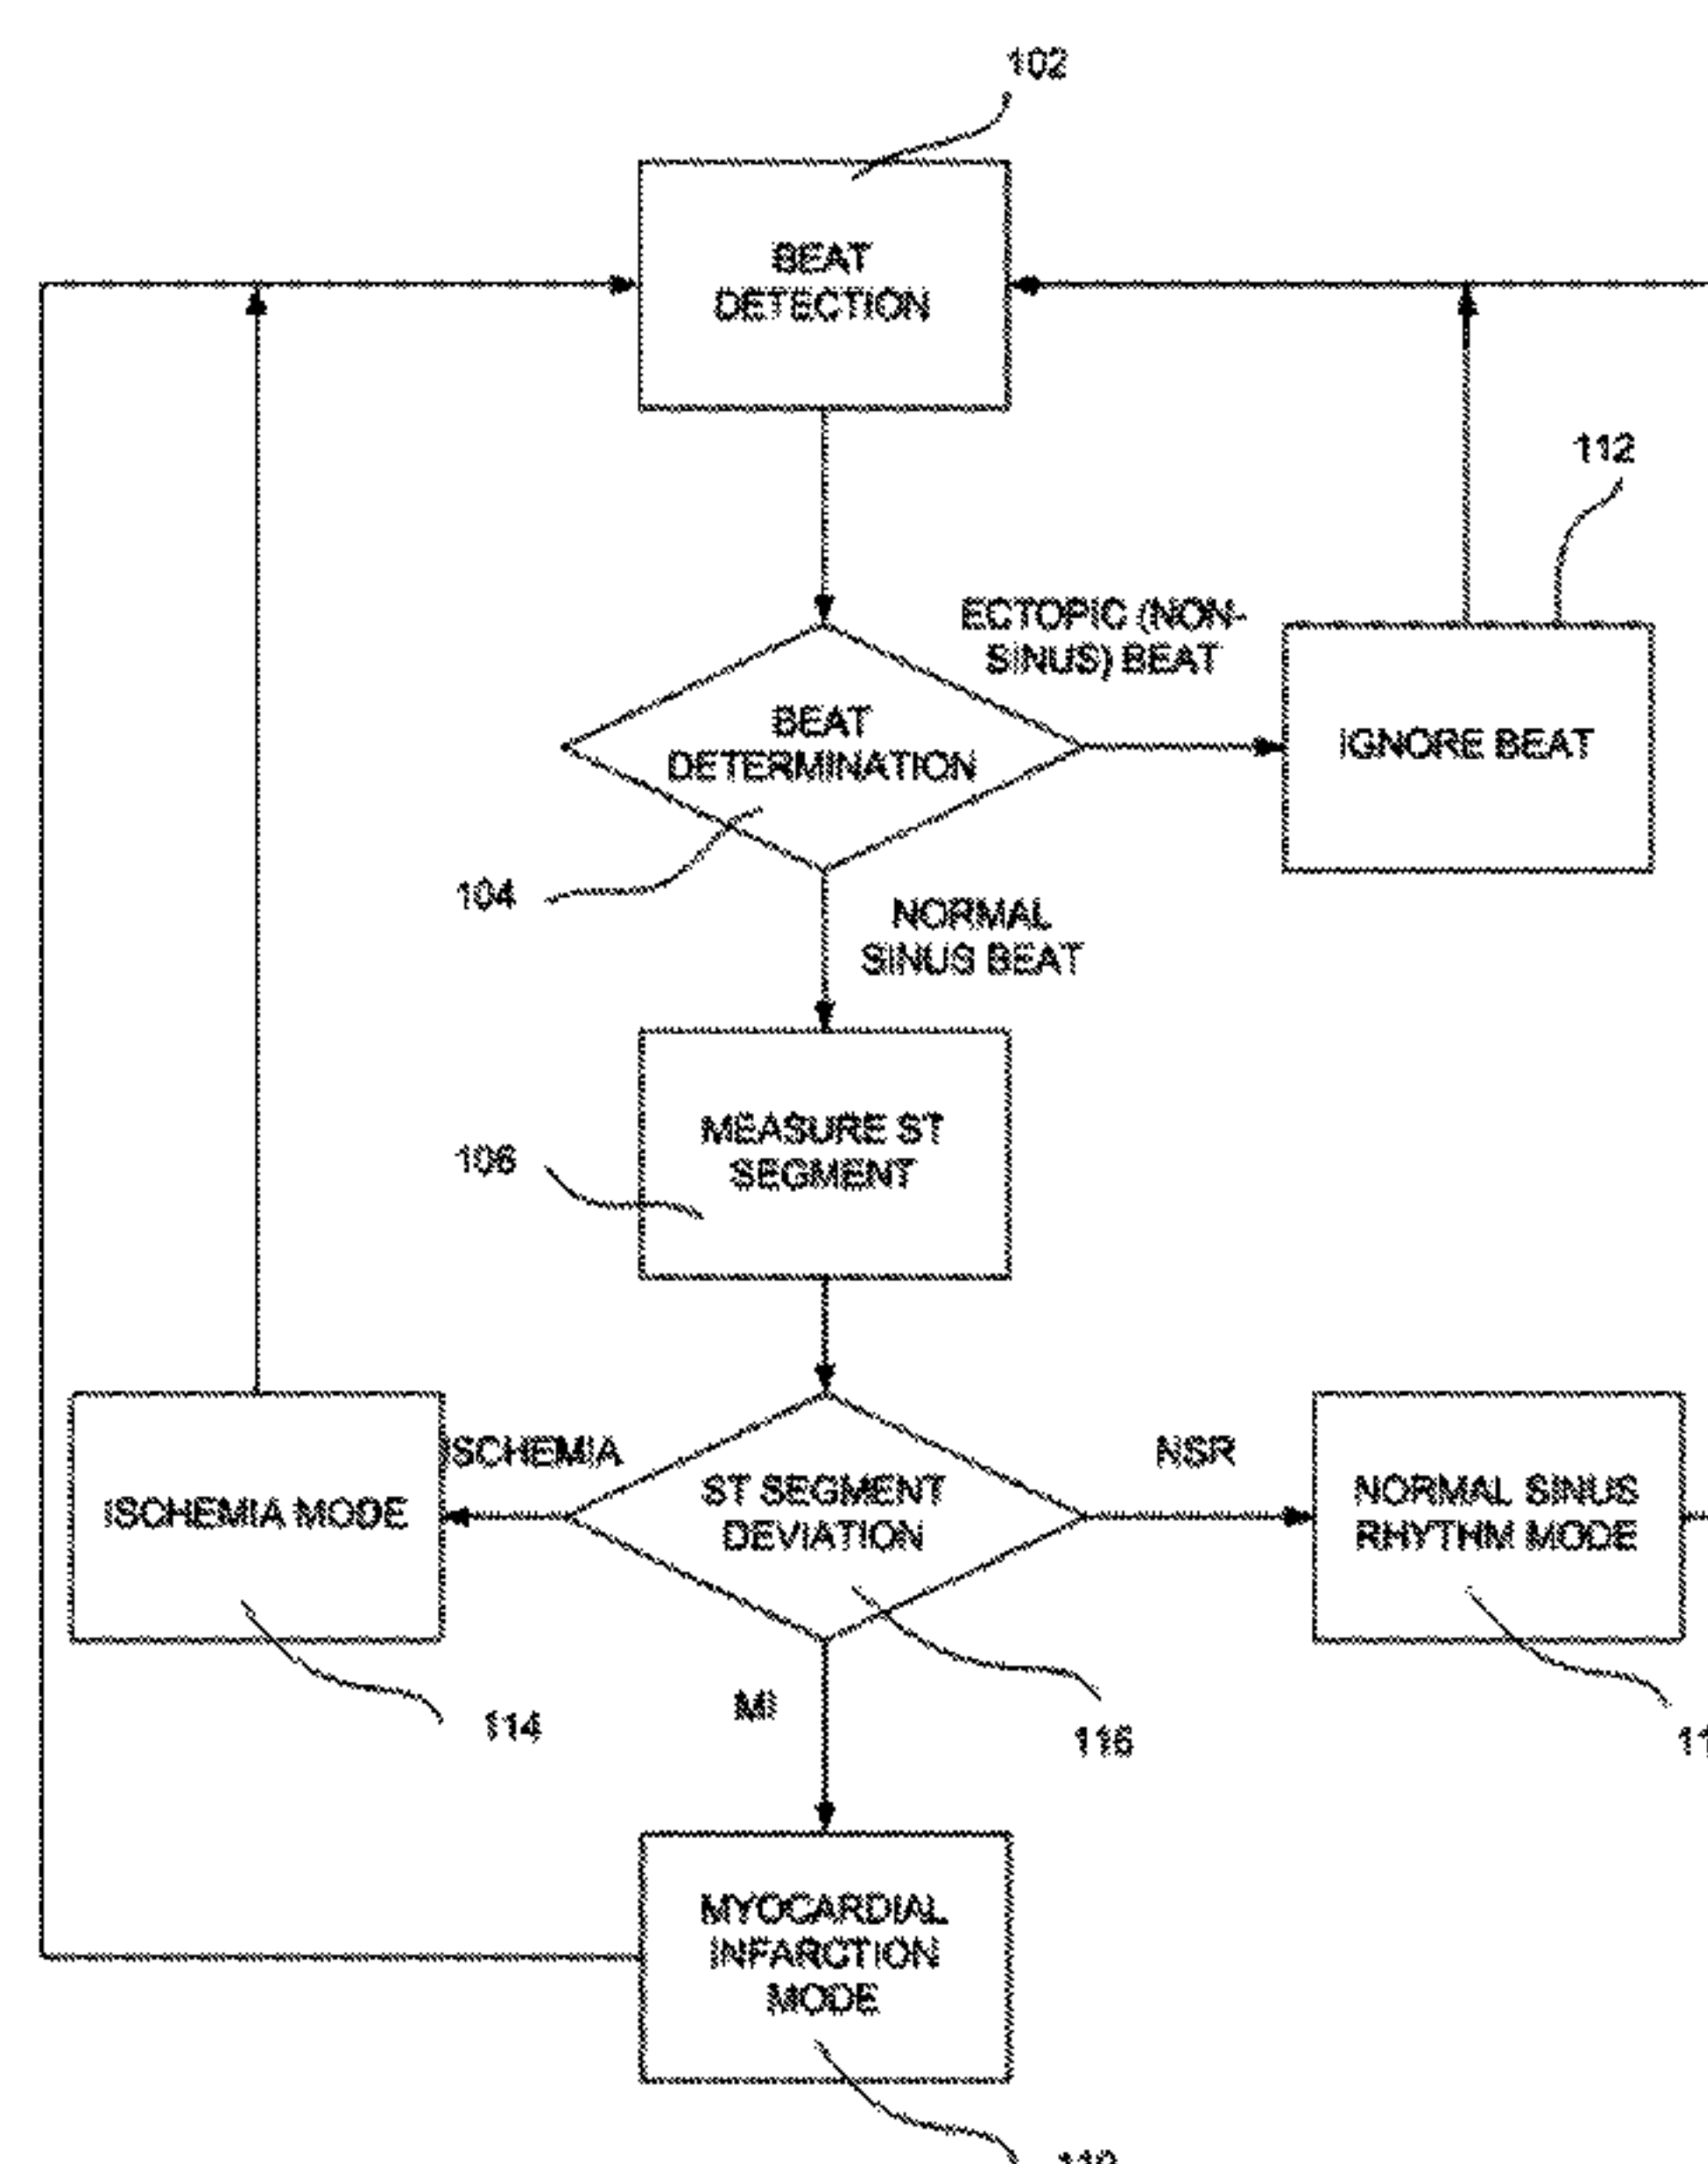 102
BEAT
DETECTION
112
ECTOPIC (NON-
SINUS) BEAT
BEAT
DETERMINATION
IGNORE BEAT
104
NORMAL
SINUS BEAT
MEASURE ST
SEGMENT
106
ISCHEMIA
NSR
ISCHEMIA MODE
ST SEGMENT
DEVIATION
NORMAL SINUS
RHYTHM MODE
114
MI
116
MYOCARDIAL
INFARCTION
MODE